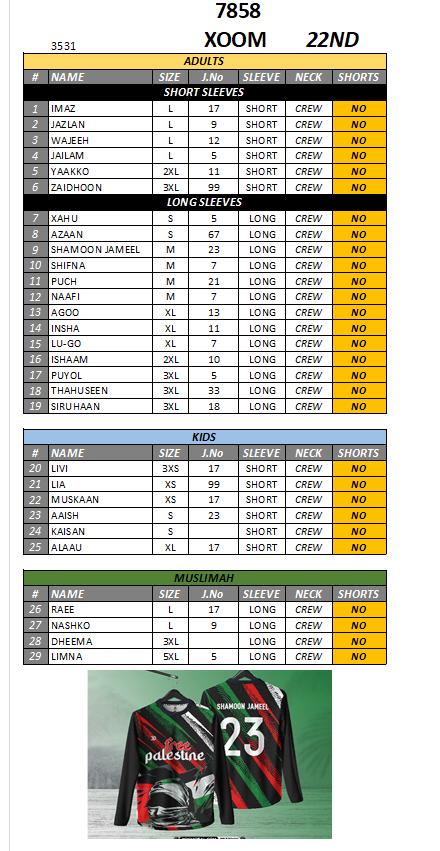 7858
3531 XOOM 22ND
ADULTS
# NAME SIZE J.No SLEEVE NECK SHORTS
SHORT SLEEVES
1 IMAZ L 17 SHORT CREW NO
2 JAZLAN L 9 SHORT CREW NO
3 WAJEEH L 12 SHORT CREW NO
4 JAILAM L 5 SHORT CREW NO
5 YAAKKO 2XL 11 SHORT CREW NO
6 ZAIDHOON 3XL 99 SHORT CREW NO
LONG SLEEVES
7 XAHU S 5 LONG CREW NO
8 AZAAN S 67 LONG CREW NO
9 SHAMOON JAMEEL M 23 LONG CREW NO
10 SHIFNA M 7 LONG CREW NO
11 PUCH M 21 LONG CREW NO
12 NAAFI M 7 LONG CREW NO
13 AGOO XL 13 LONG CREW NO
14 INSHA XL 11 LONG CREW NO
15 LU-GO XL 7 LONG CREW NO
16 ISHAAM 2XL 10 LONG CREW NO
17 PUYOL 3XL 5 LONG CREW NO
18 THAHUSEEN 3XL 33 LONG CREW NO
19 SIRUHAAN 3XL 18 LONG CREW NO
KIDS
# NAME SIZE J.No SLEEVE NECK SHORTS
20 LIVI 3XS 17 SHORT CREW NO
21 LIA XS 99 SHORT CREW NO
22 MUSKAAN XS 17 SHORT CREW NO
23 AAISH S 23 SHORT CREW NO
24 KAISAN S SHORT CREW NO
25 ALAAU XL 17 SHORT CREW NO
MUSLIMAH
# NAME SIZE J.No SLEEVE NECK SHORTS
26 RAEE L 17 LONG CREW NO
27 NASHKO L 9 LONG CREW NO
28 DHEEMA 3XL LONG CREW NO
29 LIMNA 5XL 5 LONG CREW NO
SHAMOON JAMEEL
23
free
palestine